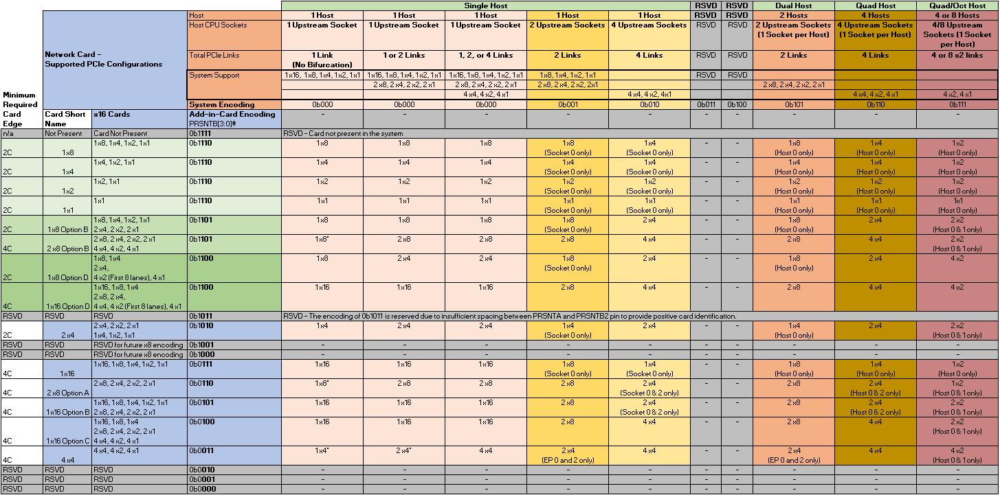 Single Host RSVD RSVD Dual Host Quad Host Quad/Oct Host
Host 1 Host 1 Host 1 Host 1 Host 1 Host RSVD RSVD 2 Hosts 4 Hosts 4 or 8 Hosts
Host CPU Sockets 1 Upstream Socket 1 Upstream Socket 1 Upstream Socket 2 Upstream Sockets 4 Upstream Sockets RSVD RSVD 2 Upstream Sockets 4 Upstream Sockets 4/8 Upstream
(1 Socket per Host) (1 Socket per Host) Sockets (1 Socket
per Host)
Network Card –
Supported PCIe Configurations
Total PCIe Links 1 Link 1 or 2 Links 1, 2, or 4 Links 2 Links 4 Links RSVD RSVD 2 Links 4 Links 4 or 8 x2 links
(No Bifurcation)
System Support 1x16, 1x8, 1x4, 1x2, 1x1 1x16, 1x8, 1x4, 1x2, 1x1 1x16, 1x8, 1x4, 1x2, 1x1 1x8, 1x4, 1x2, 1x1 RSVD RSVD
2x8, 2x4, 2x2, 2x1 2x8, 2x4, 2x2, 2x1 2x8, 2x4, 2x2, 2x1 2x8, 2x4, 2x2, 2x1
4x4, 4x2, 4x1 4x4, 4x2, 4x1 4x4, 4x2, 4x1 4x2, 4x1
Minimum
Required System Encoding 0b000 0b000 0b000 0b001 0b010 0b011 0b100 0b101 0b110 0b111
Card Card Short x16 Cards Add-in-Card Encoding - - - - - - - - - -
Edge Name PRSNTB[3:0]#
n/a Not Present Card Not Present 0b1111 RSVD – Card not present in the system
1x8, 1x4, 1x2, 1x1 0b1110 1x8 1x8 1x8 1x8 1x4 - - 1x8 1x4 1x2
2C 1x8 (Socket 0 only) (Socket 0 only) (Host 0 only) (Host 0 only) (Host 0 only)
1x4, 1x2, 1x1 0b1110 1x4 1x4 1x4 1x4 1x4 - - 1x4 1x4 1x2
2C 1x4 (Socket 0 only) (Socket 0 only) (Host 0 only) (Host 0 only) (Host 0 only)
1x2, 1x1 0b1110 1x2 1x2 1x2 1x2 1x2 - - 1x2 1x2 1x2
2C 1x2 (Socket 0 only) (Socket 0 only) (Host 0 only) (Host 0 only) (Host 0 only)
1x1 0b1110 1x1 1x1 1x1 1x1 1x1 - - 1x1 1x1 1x1
2C 1x1 (Socket 0 only) (Socket 0 only) (Host 0 only) (Host 0 only) (Host 0 only)
1x8, 1x4, 1x2, 1x1 0b1101 1x8 1x8 1x8 1x8 2x4 - - 1x8 2x4 2x2
2C 1x8 Option B 2x4, 2x2, 2x1 (Socket 0 only) (Host 0 only) (Host 0 & 1 only)
2x8, 2x4, 2x2, 2x1 0b1101 1x8* 2x8 2x8 2x8 4x4 - - 2x8 4x4 2x2
4C 2x8 Option B 4x4, 4x2, 4x1 (Host 0 & 1 only)
1x8, 1x4 0b1100 1x8 2x4 2x4 1x8 2x4 - - 1x8 2x4 4x2
2x4, (Socket 0 only) (Host 0 only)
2C 1x8 Option D 4x2 (First 8 lanes), 4x1
1x16, 1x8, 1x4 0b1100 1x16 1x16 1x16 2x8 4x4 - - 2x8 4x4 4x2
2x8, 2x4,
4C 1x16 Option D 4x4, 4x2 (First 8 lanes), 4x1
RSVD RSVD RSVD 0b1011 RSVD – The encoding of 0b1011 is reserved due to insufficient spacing between PRSNTA and PRSNTB2 pin to provide positive card identification.
2x4, 2x2, 2x1 0b1010 1x4 2x4 2x4 1x4 2x4 - - 1x4 2x4 2x2
2C 2x4 1x4, 1x2, 1x1 (Socket 0 only) (Host 0 only) (Host 0 & 1 only)
RSVD RSVD RSVD for future x8 encoding 0b1001 - - - - - - - - - -
RSVD RSVD RSVD for future x8 encoding 0b1000 - - - - - - - - - -
1x16, 1x8, 1x4, 1x2, 1x1 0b0111 1x16 1x16 1x16 1x8 1x4 - - 1x8 1x4 1x2
4C 1x16 (Socket 0 only) (Socket 0 only) (Host 0 only) (Host 0 only) (Host 0 only)
2x8, 2x4, 2x2, 2x1 0b0110 1x8* 2x8 2x8 2x8 2x4 - - 2x8 2x4 1x2
4C 2x8 Option A (Socket 0 & 2 only) (Host 0 & 2 only) (Host 0 only)
1x16, 1x8, 1x4, 1x2, 1x1 0b0101 1x16 1x16 1x16 2x8 2x4 - - 2x8 2x4 2x2
4C 1x16 Option B 2x8, 2x4, 2x2, 2x1 (Socket 0 & 2 only) (Host 0 & 2 only) (Host 0 & 1 only)
1x16, 1x8, 1x4 0b0100 1x16 1x16 1x16 2x8 4x4 - - 2x8 4x4 2x2
2x8, 2x4, 2x2, 2x1 (Host 0 & 1 only)
4C 1x16 Option C 4x4, 4x2, 4x1
4x4, 4x2, 4x1 0b0011 1x4* 2x4* 4x4 2x4 4x4 - - 2x4 4x4 2x2
4C 4x4 (EP 0 and 2 only) (EP 0 and 2 only) (Host 0 & 1 only)
RSVD RSVD RSVD 0b0010 - - - - - - - - - -
RSVD RSVD RSVD 0b0001 - - - - - - - - - -
RSVD RSVD RSVD 0b0000 - - - - - - - - - -